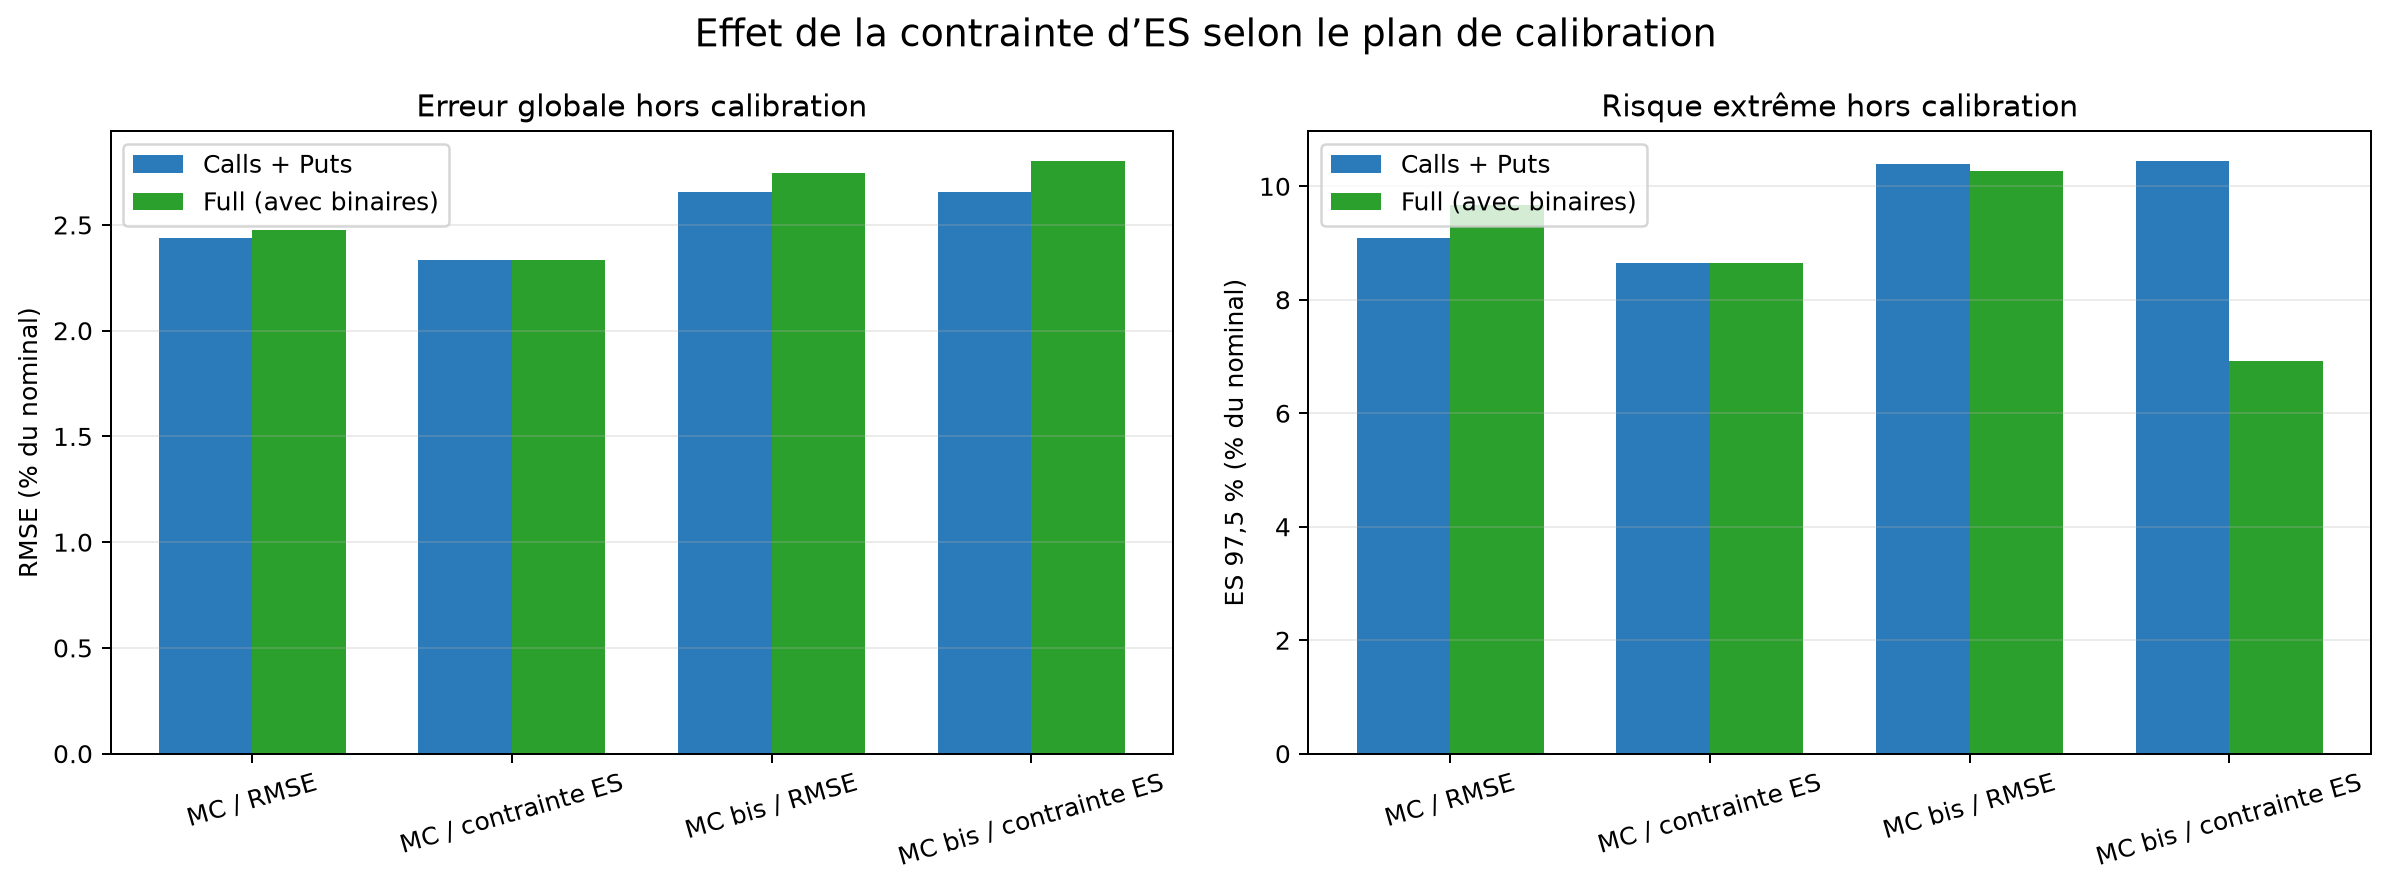 Effet de la contrainte d’ES selon le plan de calibration
Erreur globale hors calibration
Calls + Puts
Full (avec binaires)
RMSE (% du nominal)
2.5
2.0
1.5
1.0
0.5
0.0
MC / RMSE
MC / contrainte ES
MC bis / RMSE
MC bis / contrainte ES
Risque extrême hors calibration
Calls + Puts
Full (avec binaires)
ES 97,5 % (% du nominal)
10
8
6
4
2
0
MC / RMSE
MC / contrainte ES
MC bis / RMSE
MC bis / contrainte ES